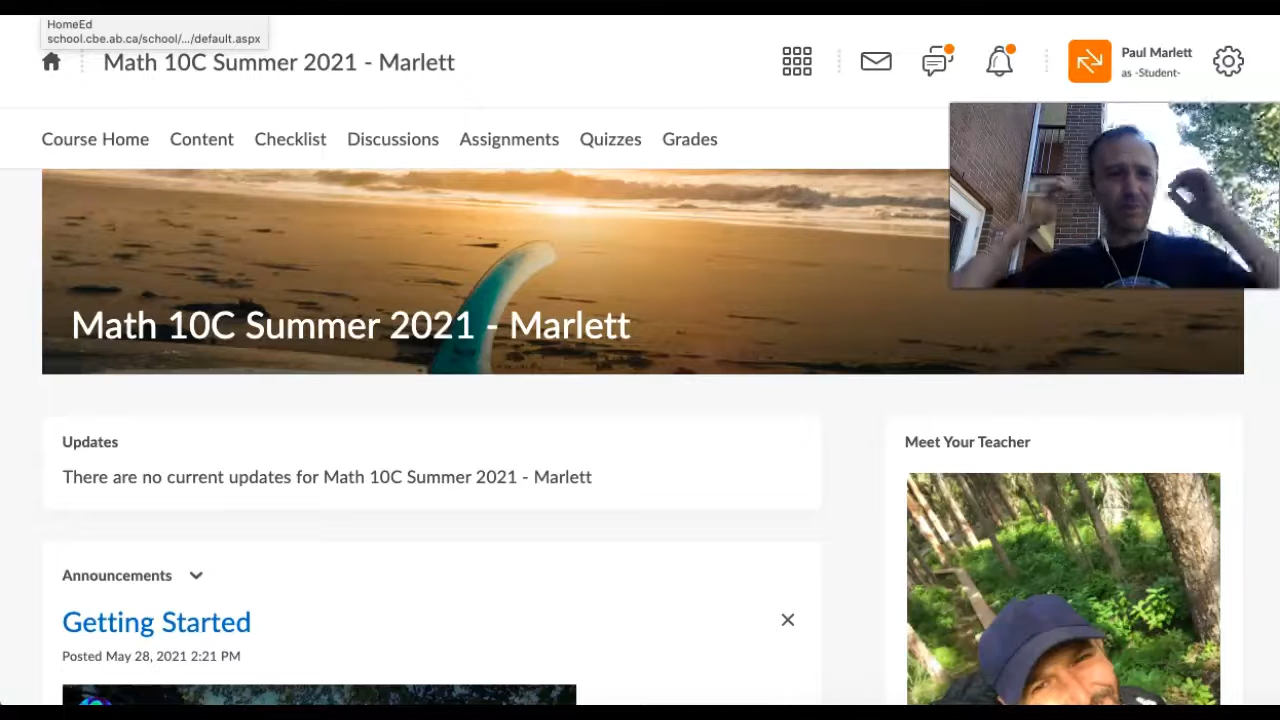 HomeEd
school.cbe.ab.ca/school/.../default.aspx
Math 10C Summer 2021 - Marlett
Paul Marlett
as -Student-
Course Home
Content
Checklist
Discussions
Assignments
Quizzes
Grades
Math 10C Summer 2021 - Marlett
Updates
There are no current updates for Math 10C Summer 2021 - Marlett
Meet Your Teacher
Announcements
Getting Started
Posted May 28, 2021 2:21 PM